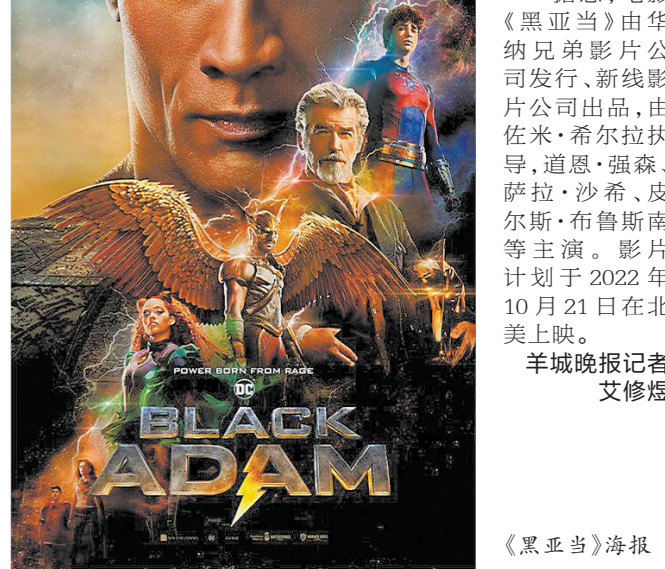 POWER BORN FROM RAGE
DC
BLACK
ADAM
《黑亚当》由华
纳兄弟影片公
司发行、新线影
片公司出品，由
佐米·希尔拉执
导，道恩·强森、
萨拉·沙希、皮
尔斯·布鲁斯南
等主演。影片
计划于2022年
10月21日在北
美上映。
羊城晚报记者
艾修煜
《黑亚当》海报